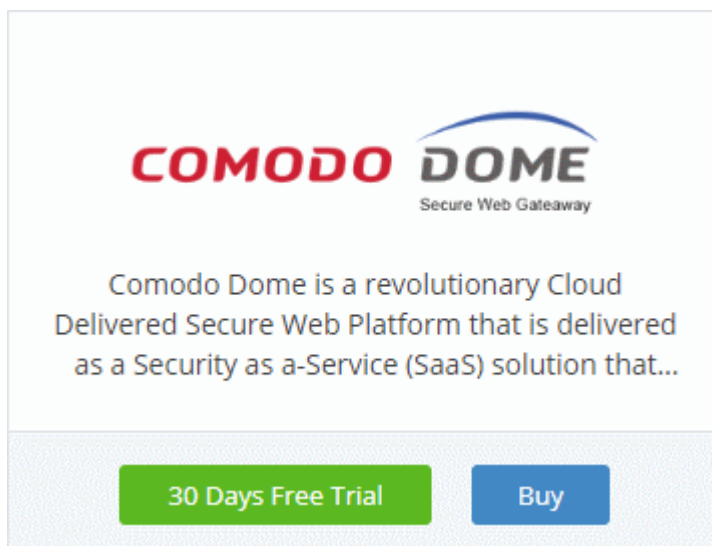 COMODO DOME
Secure Web Gateaway
Comodo Dome is a revolutionary Cloud
Delivered Secure Web Platform that is delivered
as a Security as a-Service (SaaS) solution that...
30 Days Free Trial Buy